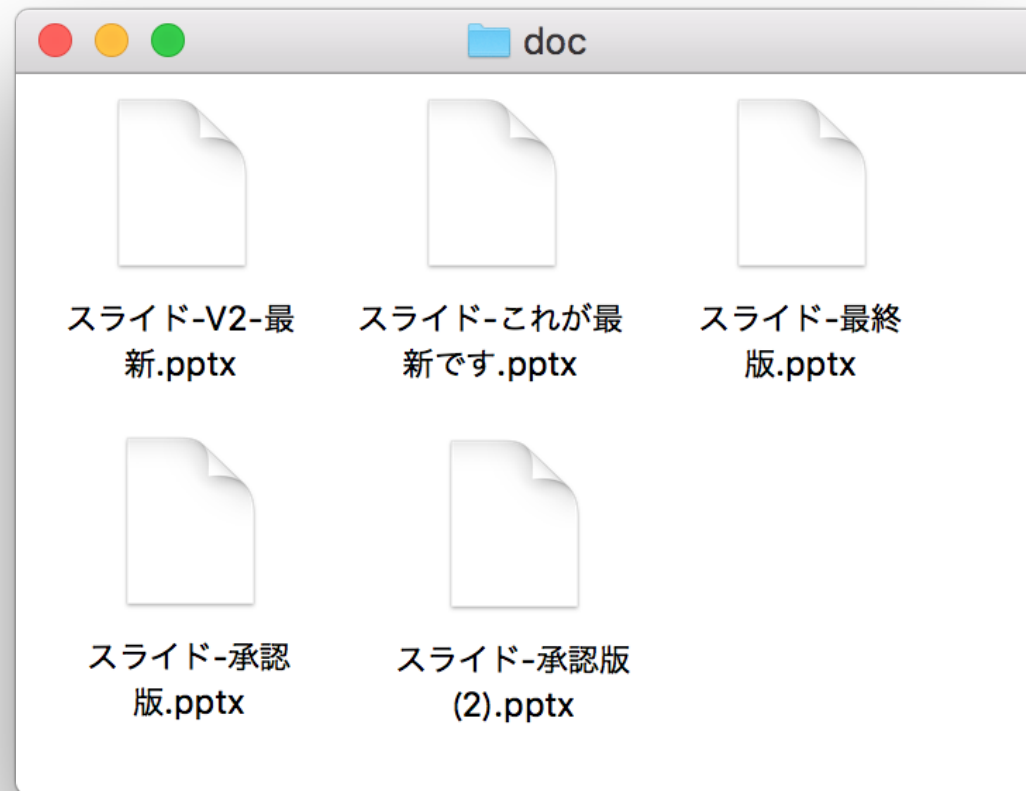 doc
スライド-V2-最
新.pptx
スライド-これが最
新です.pptx
スライド-最終
版.pptx
スライド-承認
版.pptx
スライド-承認版
(2).pptx